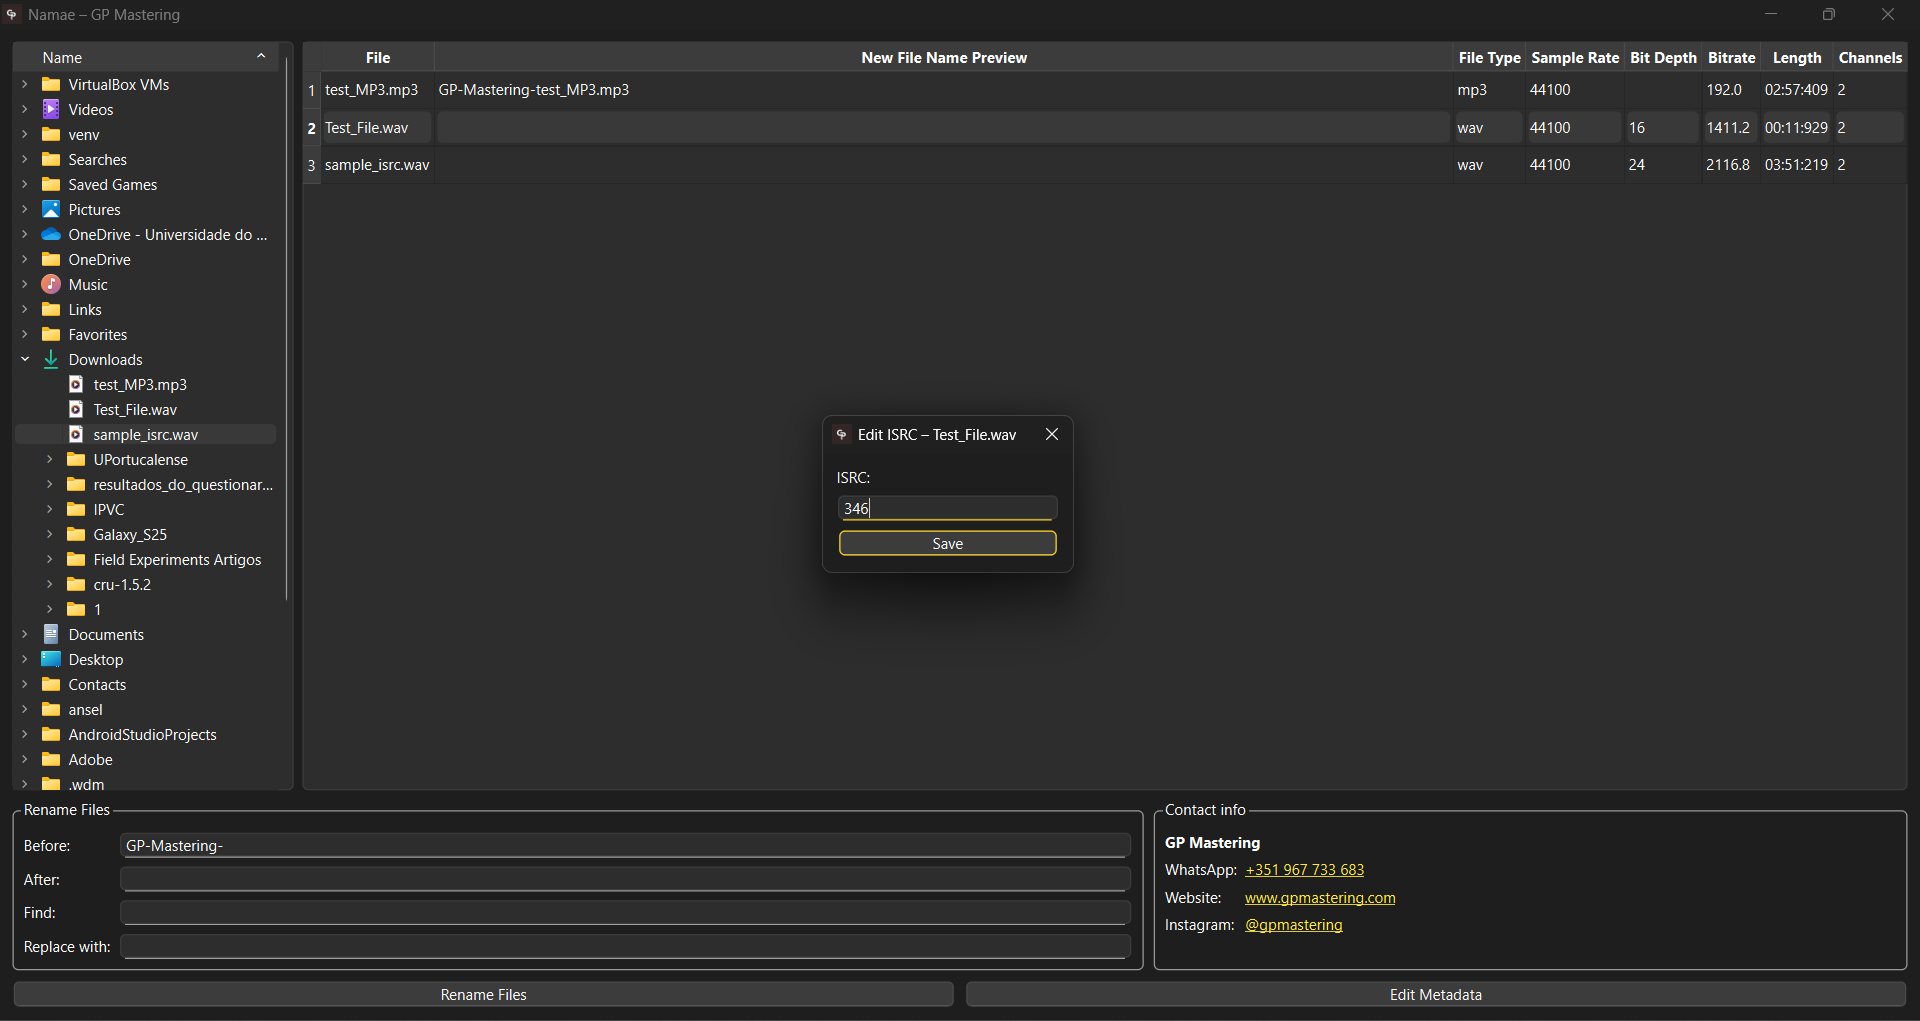 Namae – GP Mastering
Name
VirtualBox VMs
Videos
venv
Searches
Saved Games
Pictures
OneDrive - Universidade do ...
OneDrive
Music
Links
Favorites
Downloads
test_MP3.mp3
Test_File.wav
sample_isrc.wav
UPortucalense
resultados_do_questionar...
IPVC
Galaxy_S25
Field Experiments Artigos
cru-1.5.2
1
Documents
Desktop
Contacts
ansel
AndroidStudioProjects
Adobe
.wdm
File New File Name Preview File Type Sample Rate Bit Depth Bitrate Length Channels
1 test_MP3.mp3 GP-Mastering-test_MP3.mp3 mp3 44100 192.0 02:57:409 2
2 Test_File.wav wav 44100 16 1411.2 00:11:929 2
3 sample_isrc.wav wav 44100 24 2116.8 03:51:219 2
Edit ISRC – Test_File.wav
ISRC:
346
Save
Rename Files
Before: GP-Mastering-
After:
Find:
Replace with:
Contact info
GP Mastering
WhatsApp: +351 967 733 683
Website: www.gpmastering.com
Instagram: @gpmastering
Rename Files
Edit Metadata